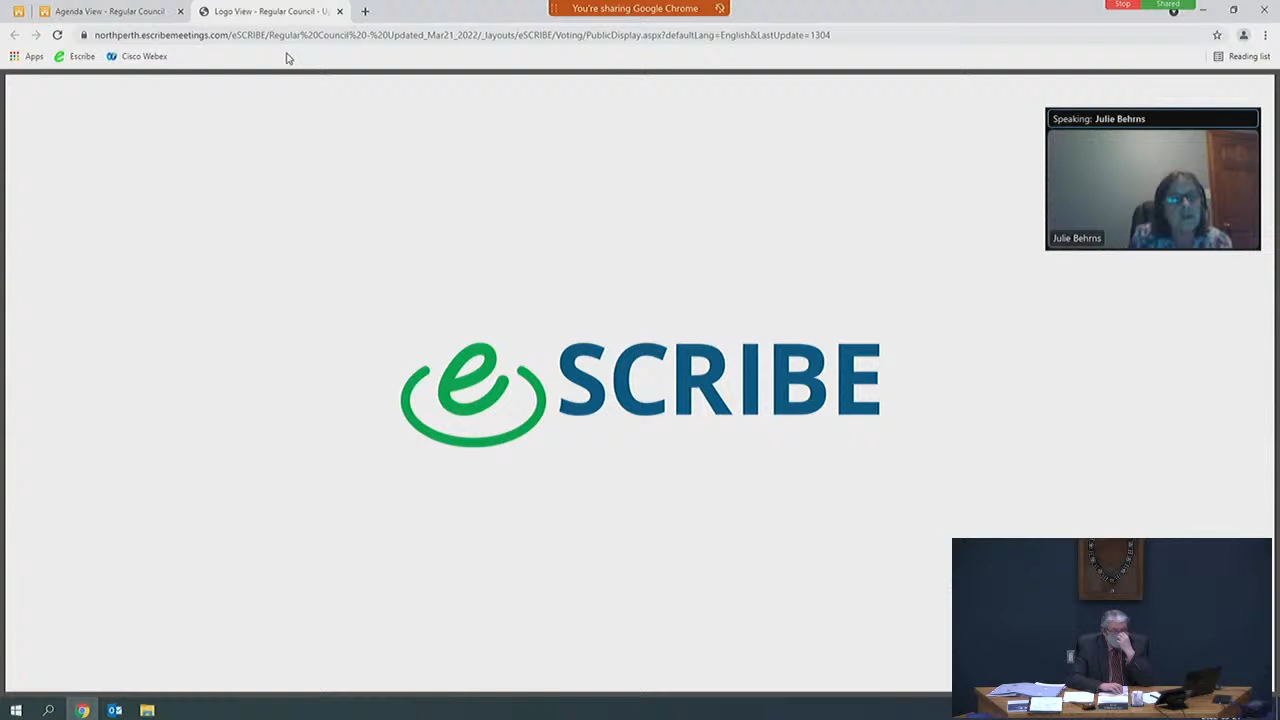 Agenda View - Regular Council
Logo View - Regular Council - U
You're sharing Google Chrome
Stop
Shared
northperth.escribemeetings.com/eSCRIBE/Regular%20Council%20-%20Updated_Mar21_2022/_layouts/eSCRIBE/Voting/PublicDisplay.aspx?defaultLang=English&LastUpdate=1304
Apps
Escribe
Cisco Webex
Reading list
Speaking: Julie Behrns
Julie Behrns
eSCRIBE